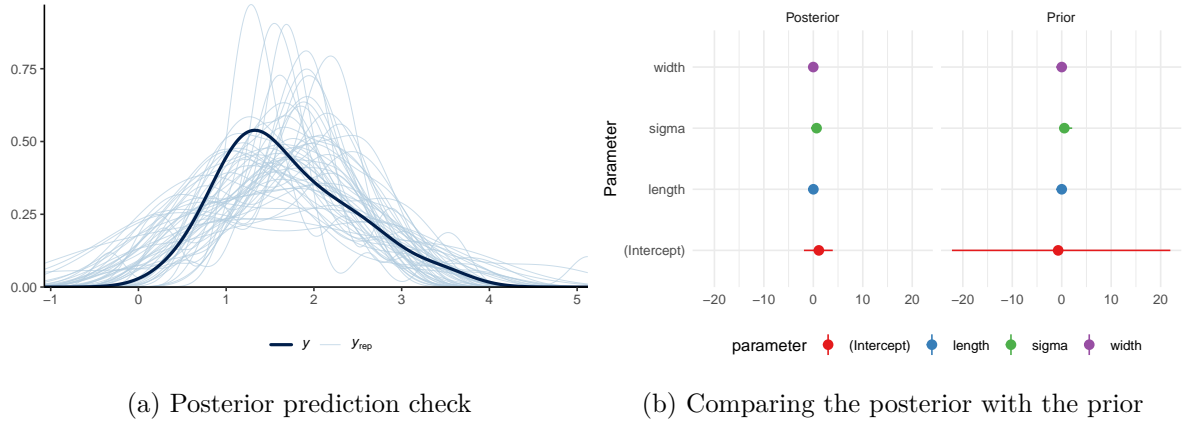 0.75
0.50
0.25
0.00
−1 0 1 2 3 4 5
y y rep
(a) Posterior prediction check
Posterior Prior
Parameter
width
sigma
length
(Intercept)
−20 −10 0 10 20 −20 −10 0 10 20
parameter (Intercept) length sigma width
(b) Comparing the posterior with the prior